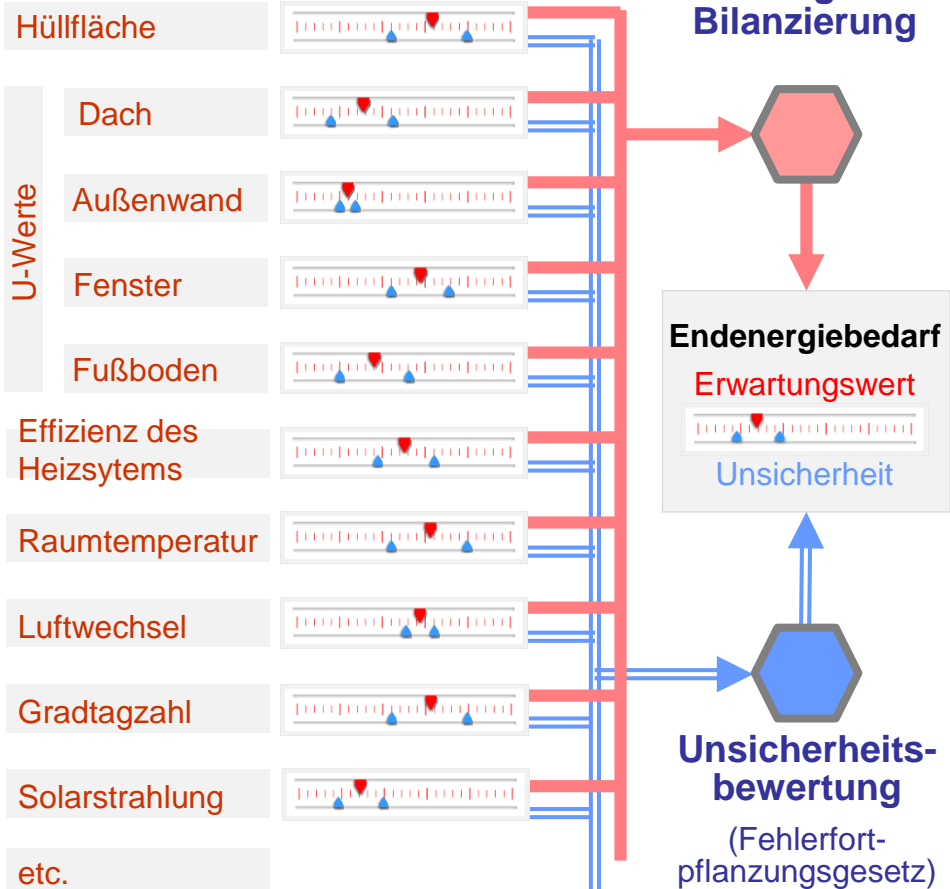 Bilanzierung
Hüllfläche
U-Werte
Dach
Außenwand
Fenster
Fußboden
Effizienz des
Heizsytems
Raumtemperatur
Luftwechsel
Gradtagzahl
Solarstrahlung
etc.
Endenergiebedarf
Erwartungswert
Unsicherheit
Unsicherheits-
bewertung
(Fehlerfort-
pflanzungsgesetz)